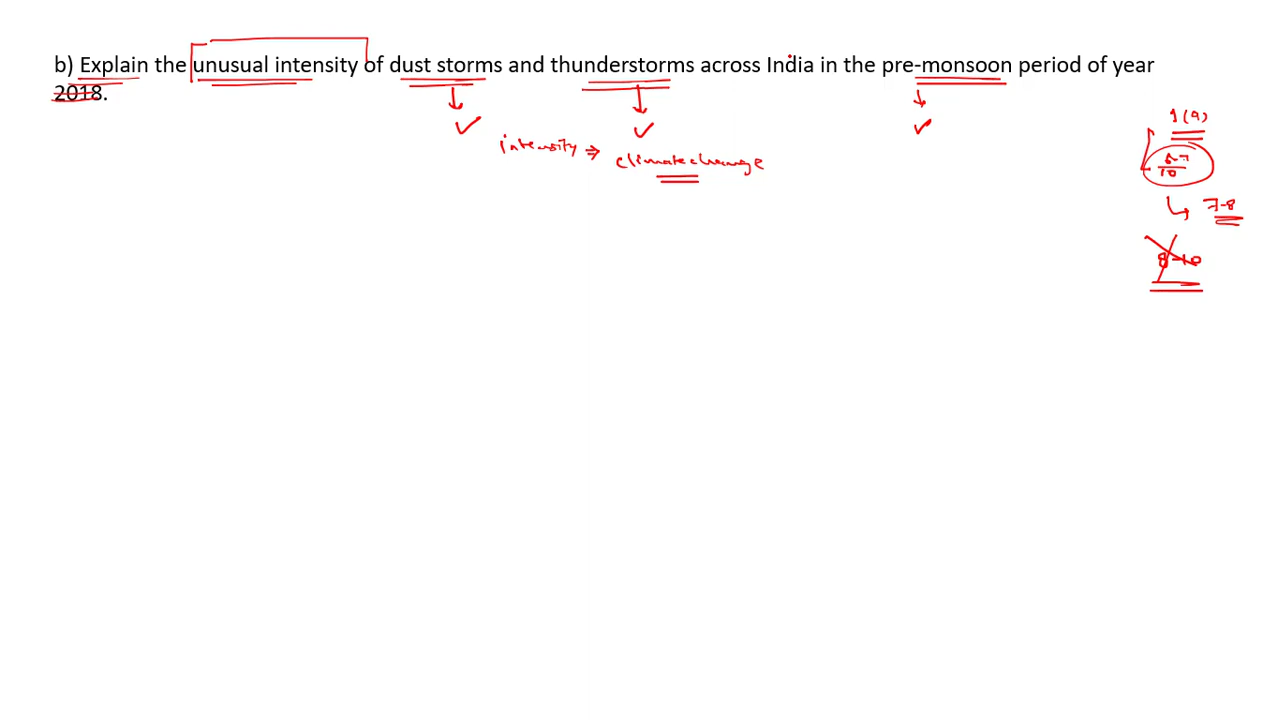 b) Explain the unusual intensity of dust storms and thunderstorms across India in the pre-monsoon period of year
2018.
intensity ⇒ climate change
1(a)
10
7-8
8-10